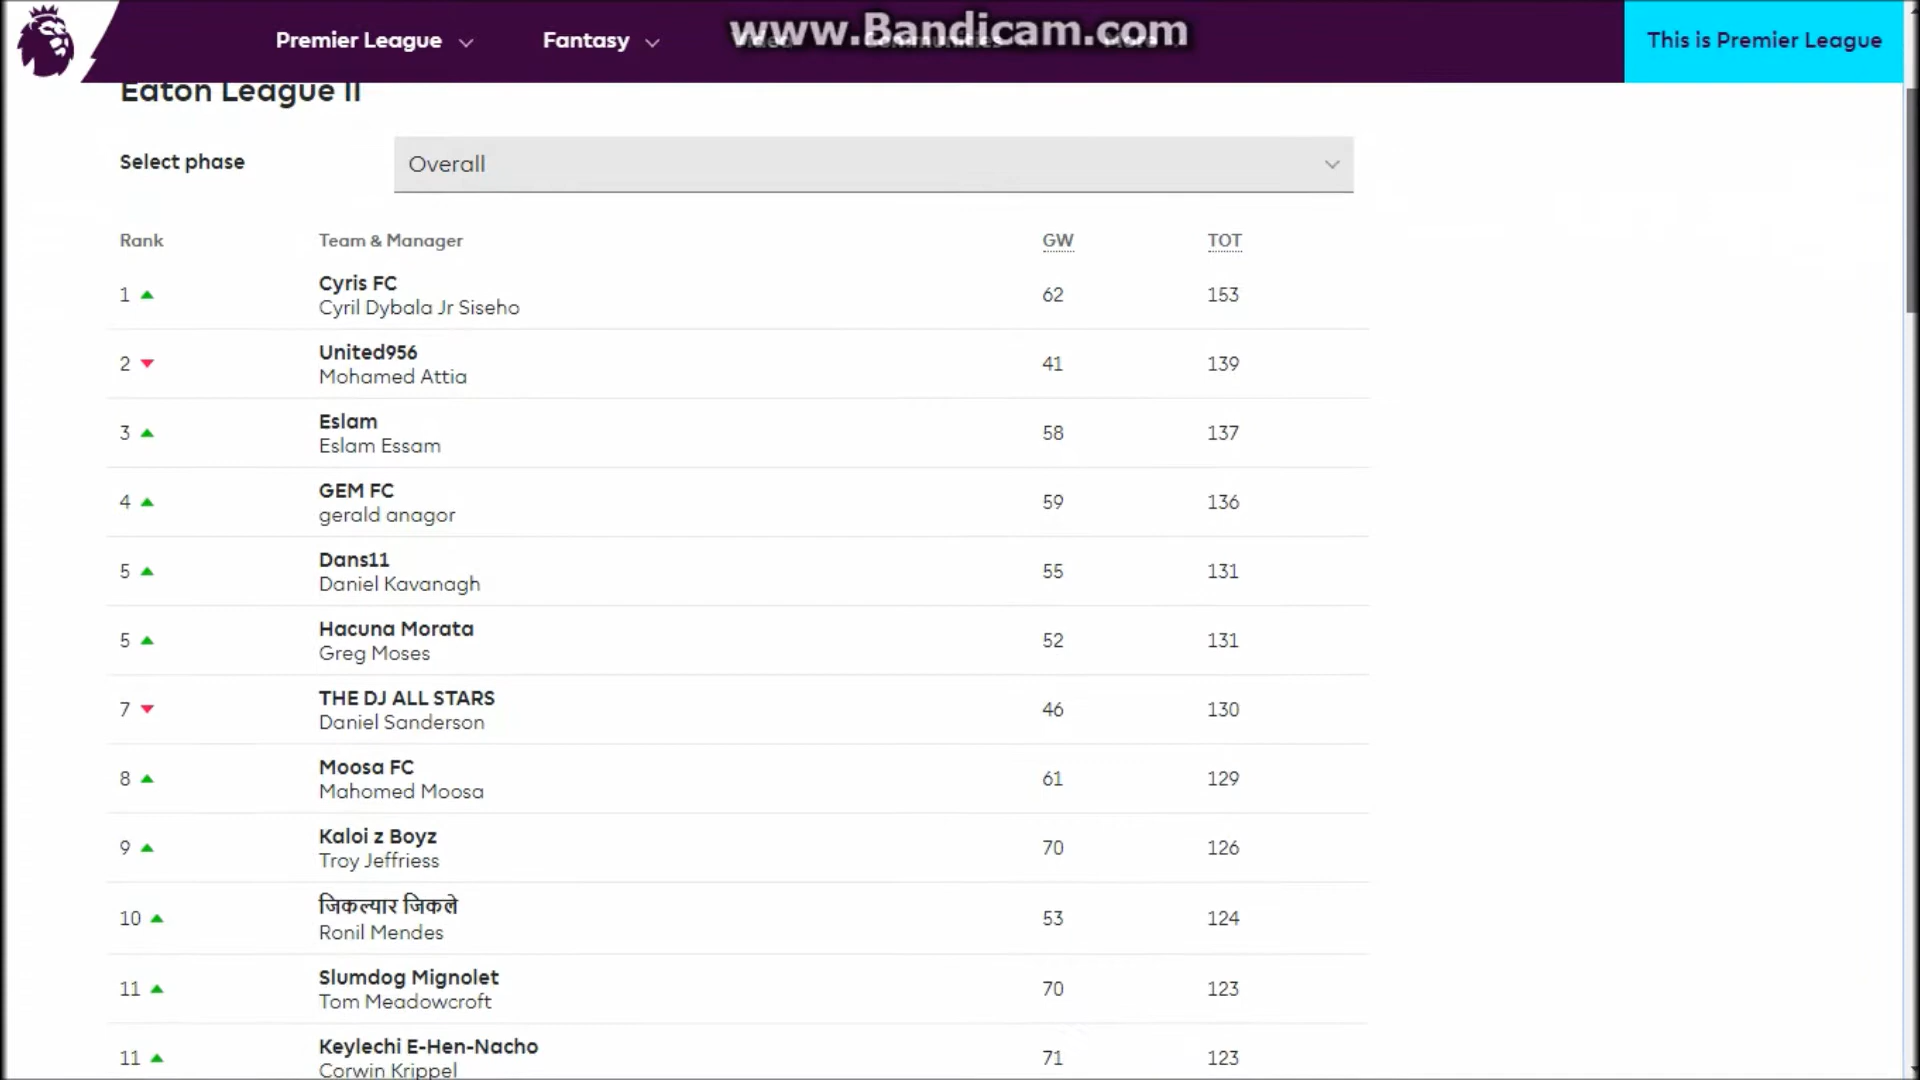 Premier League
Fantasy
www.Bandicam.com
This is Premier League
Eaton League II
Select phase
Overall
Rank Team & Manager GW TOT
1 Cyris FC 62 153
Cyril Dybala Jr Siseho
2 United956 41 139
Mohamed Attia
3 Eslam 58 137
Eslam Essam
4 GEM FC 59 136
gerald anagor
5 Dans11 55 131
Daniel Kavanagh
5 Hacuna Morata 52 131
Greg Moses
7 THE DJ ALL STARS 46 130
Daniel Sanderson
8 Moosa FC 61 129
Mahomed Moosa
9 Kaloi z Boyz 70 126
Troy Jeffriess
10 जिकल्यार जिकले 53 124
Ronil Mendes
11 Slumdog Mignolet 70 123
Tom Meadowcroft
11 Keylechi E-Hen-Nacho 71 123
Corwin Krippel